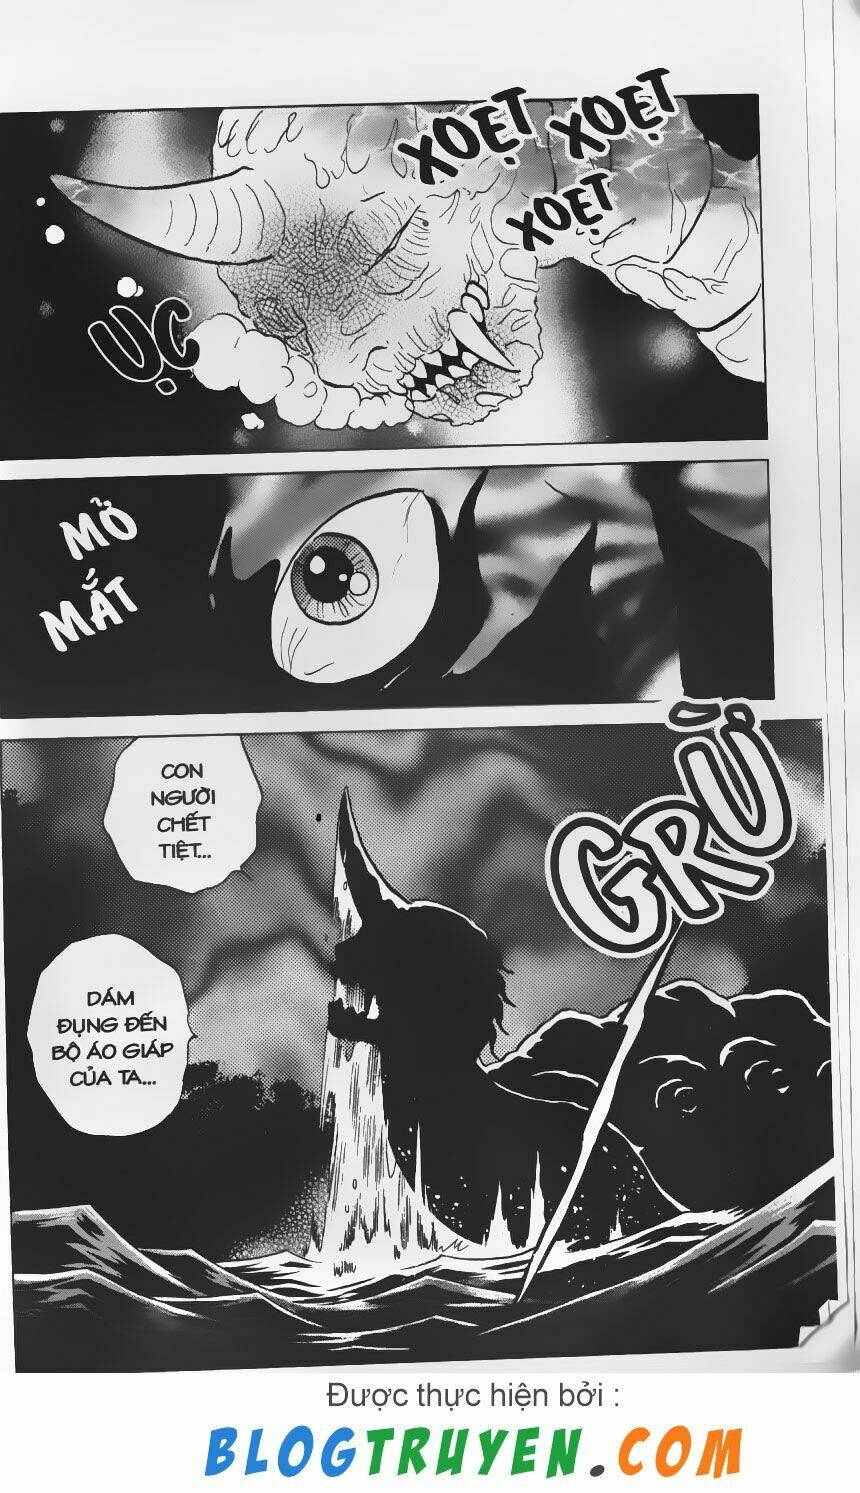 XOẸT
XOẸT
XOẸT
ỤC
MỞ
MẮT
CON
NGƯỜI
CHẾT
TIỆT...
GRỪ
DÁM
ĐỤNG ĐẾN
BỘ ÁO GIÁP
CỦA TA...
Được thực hiện bởi :
BLOGTRUYEN.COM